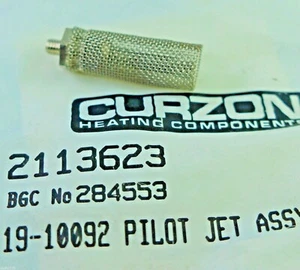 CURZON
HEATING COMPONENTS
2113623
BGC No 284553
19-10092 PILOT JET ASSY